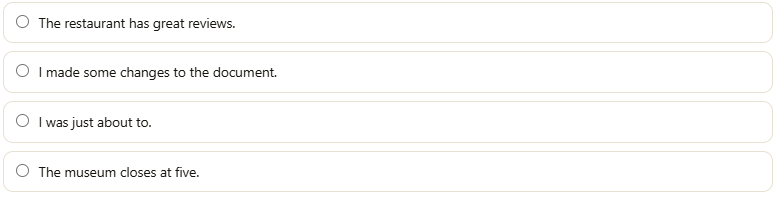 The restaurant has great reviews.
I made some changes to the document.
I was just about to.
The museum closes at five.